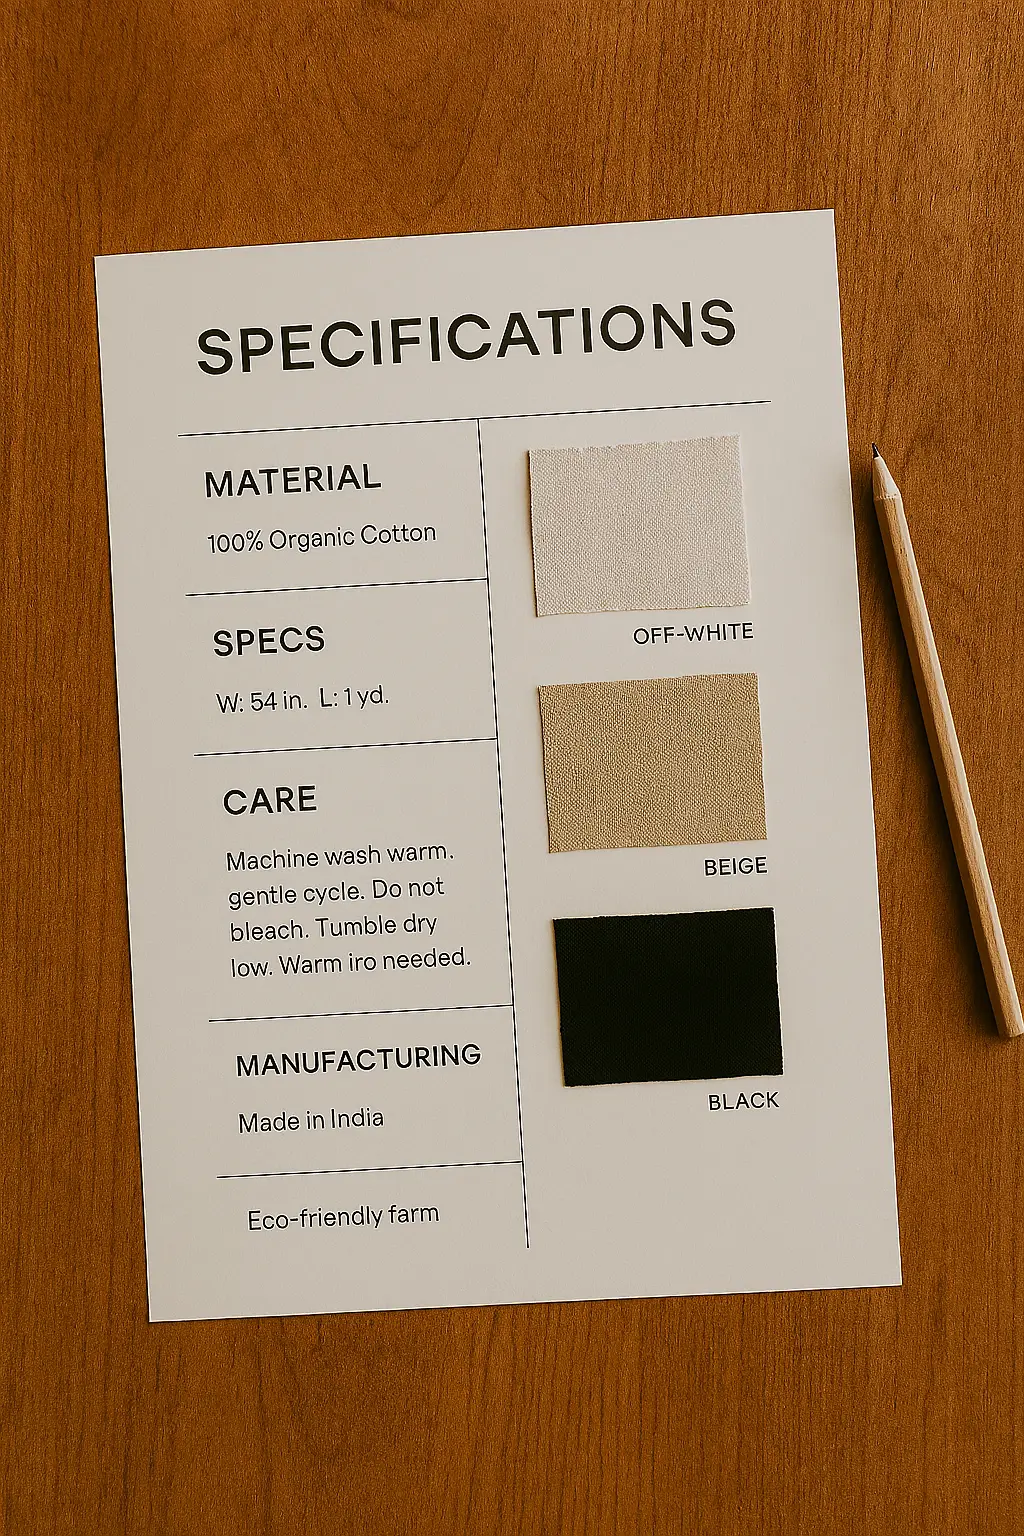 SPECIFICATIONS
MATERIAL
100% Organic Cotton
SPECS
W: 54 in. L: 1 yd.
CARE
Machine wash warm.
gentle cycle. Do not
bleach. Tumble dry
low. Warm iro needed.
MANUFACTURING
Made in India
Eco-friendly farm
OFF-WHITE
BEIGE
BLACK